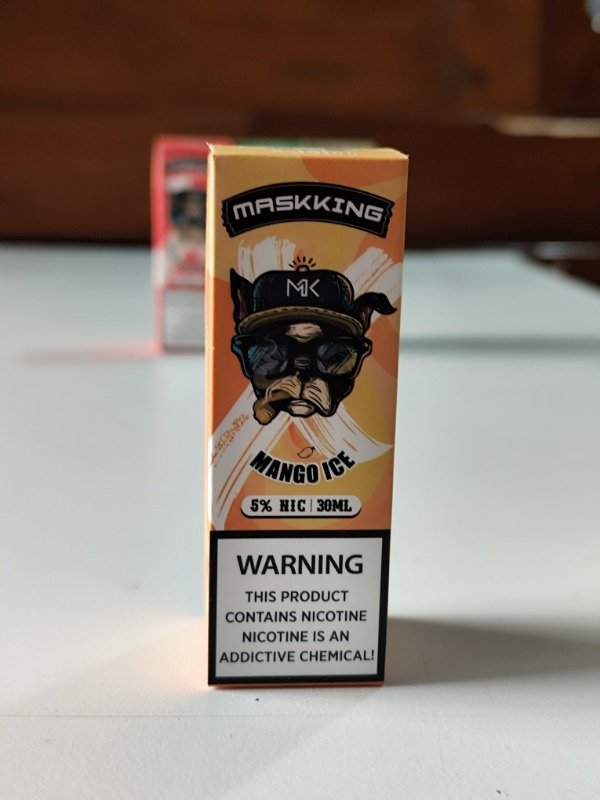 MASKKING
MK
MANGO ICE
5% NIC | 30ML
WARNING
THIS PRODUCT
CONTAINS NICOTINE
NICOTINE IS AN
ADDICTIVE CHEMICAL!